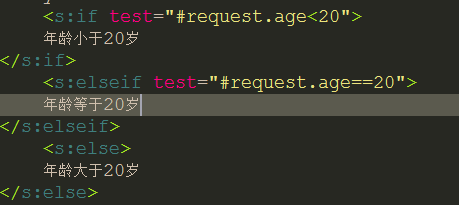 <s:if test="#request.age<20">
年龄小于20岁
</s:if>
<s:elseif test="#request.age==20">
年龄等于20岁
</s:elseif>
<s:else>
年龄大于20岁
</s:else>